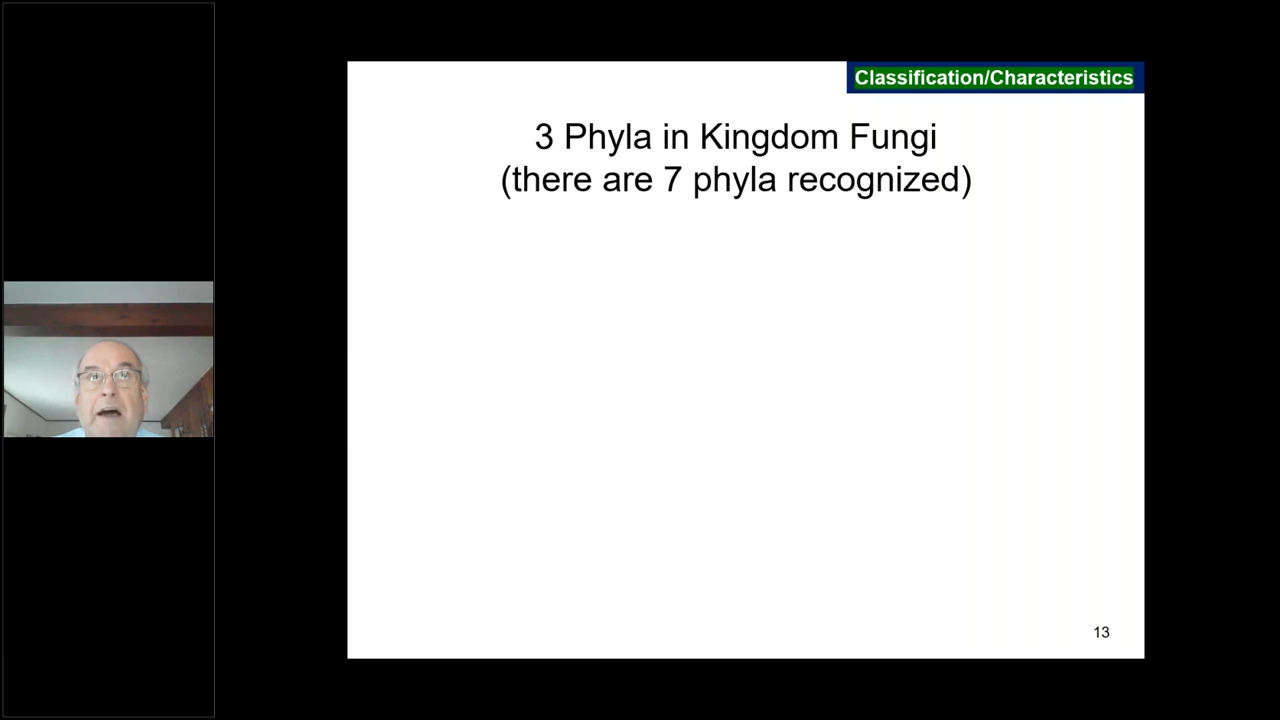 Classification/Characteristics
3 Phyla in Kingdom Fungi
(there are 7 phyla recognized)
13